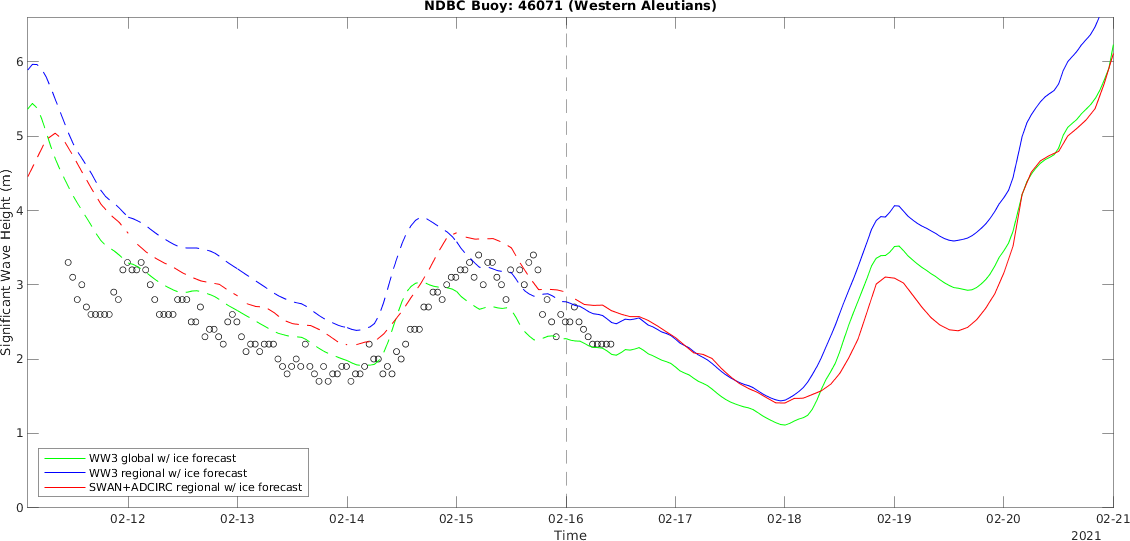 NDBC Buoy: 46071 (Western Aleutians)
Significant Wave Height (m)
6
5
4
3
2
1
0
WW3 global w/ ice forecast
WW3 regional w/ ice forecast
SWAN+ADCIRC regional w/ ice forecast
02-12 02-13 02-14 02-15 02-16 02-17 02-18 02-19 02-20 02-21
Time
2021